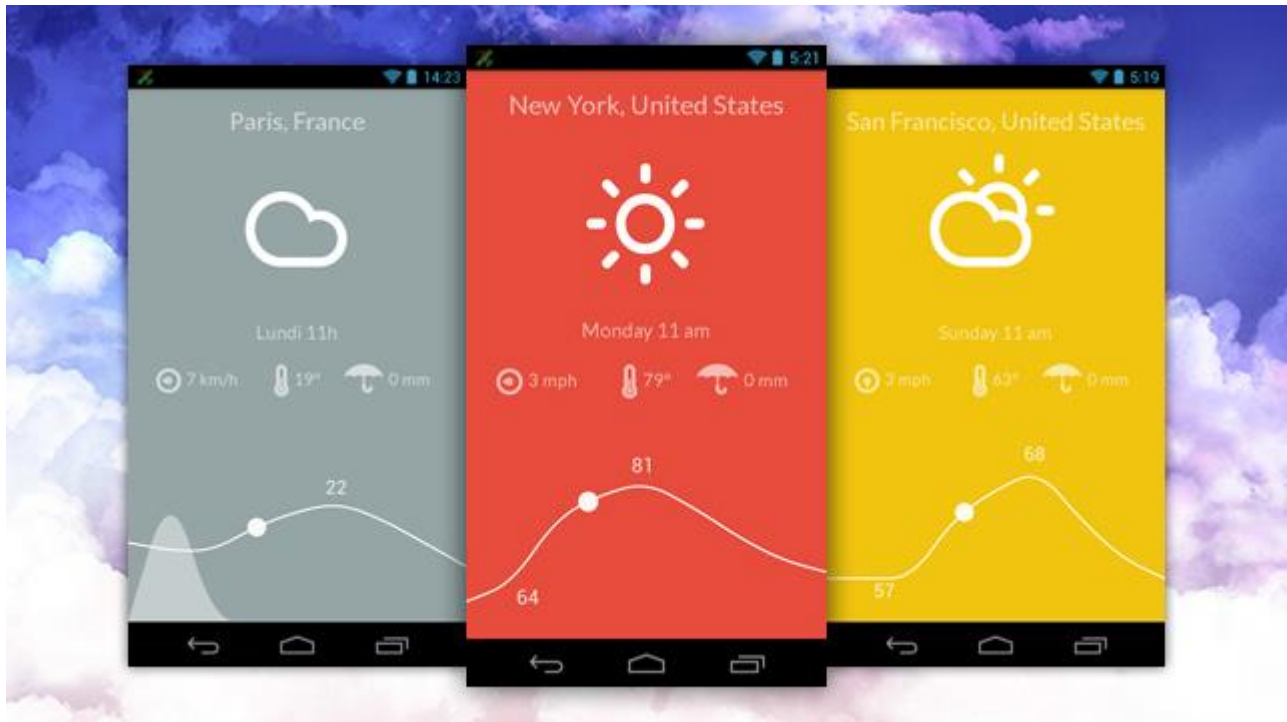 14:23
Paris, France
Lundi 11h
7 km/h 19° 0 mm
22
5:21
New York, United States
Monday 11 am
3 mph 79° 0 mm
81
64
5:19
San Francisco, United States
Sunday 11 am
3 mph 63° 0 mm
68
57